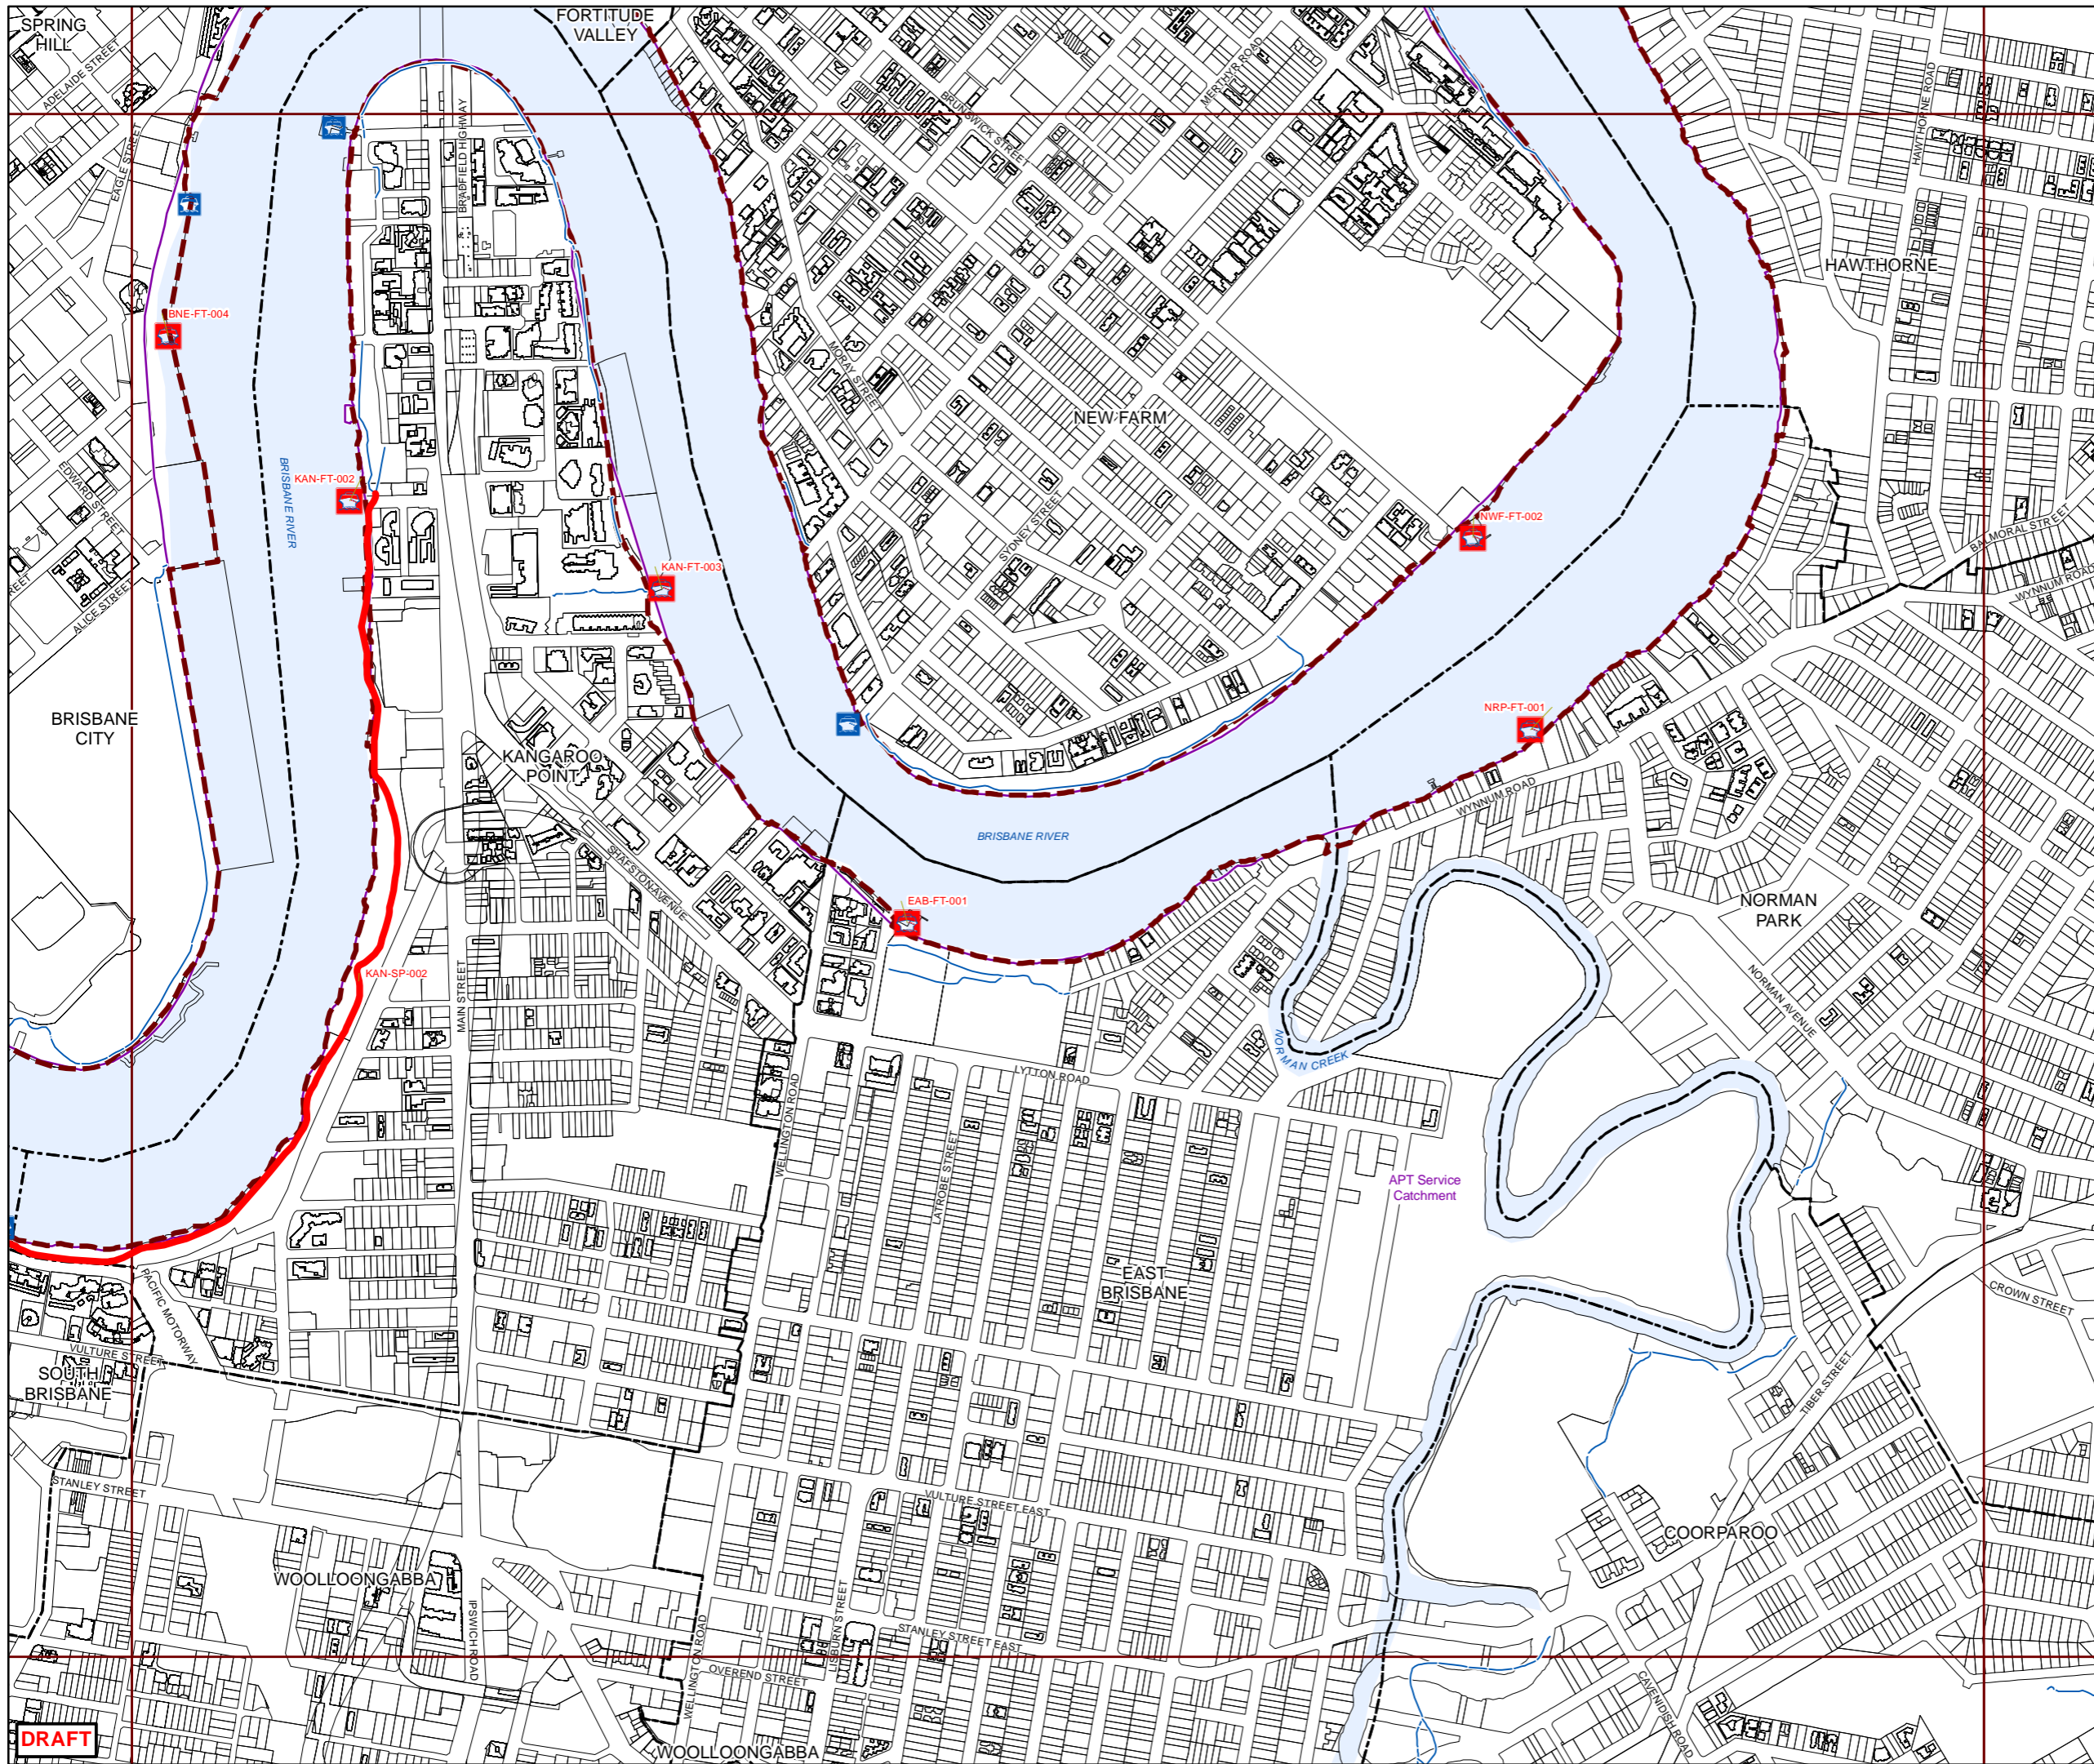 SPRING
HILL
FORTITUDE
VALLEY
ADELAIDE STREET
MERTHYR ROAD
HAWTHORNE ROAD
BRUNSWICK STREET
BRADFIELD HIGHWAY
EAGLE STREET
HAWTHORNE
BNE-FT-004
MORAY STREET
NEW FARM
EDWARD STREET
BRISBANE RIVER
KAN-FT-002
SYDNEY STREET
NWF-FT-002
BALMORAL STREET
WYNNUM ROAD
KAN-FT-003
REET
ALICE STREET
BRISBANE
CITY
NRP-FT-001
KANGAROO
POINT
WYNNUM ROAD
BRISBANE RIVER
SHAFSTON AVENUE
EAB-FT-001
NORMAN
PARK
KAN-SP-002
MAIN STREET
NORMAN AVENUE
NORMAN CREEK
LYTTON ROAD
WELLINGTON ROAD
LATROBE STREET
APT Service
Catchment
EAST
BRISBANE
PACIFIC MOTORWAY
CROWN STREET
VULTURE STREET
SOUTH
BRISBANE
TIBER STREET
STANLEY STREET
VULTURE STREET EAST
COORPAROO
WOOLLOONGABBA
IPSWICH ROAD
LISBURN STREET
STANLEY STREET EAST
WELLINGTON ROAD
OVEREND STREET
CAVENDISH ROAD
DRAFT
WOOLLOONGABBA